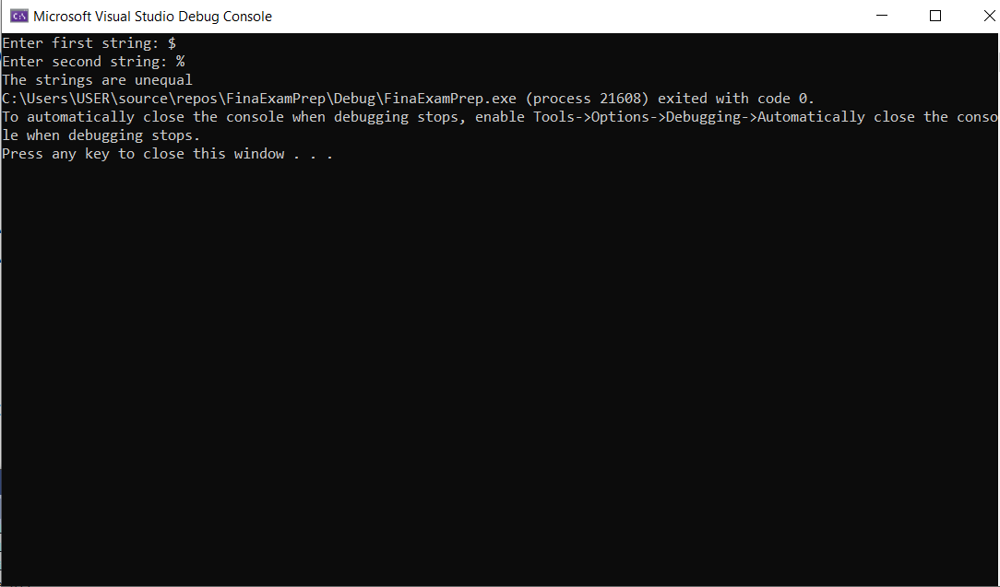 Microsoft Visual Studio Debug Console
Enter first string: $
Enter second string: %
The strings are unequal
C:\Users\USER\source\repos\FinaExamPrep\Debug\FinaExamPrep.exe (process 21608) exited with code 0.
To automatically close the console when debugging stops, enable Tools->Options->Debugging->Automatically close the conso
le when debugging stops.
Press any key to close this window . . .